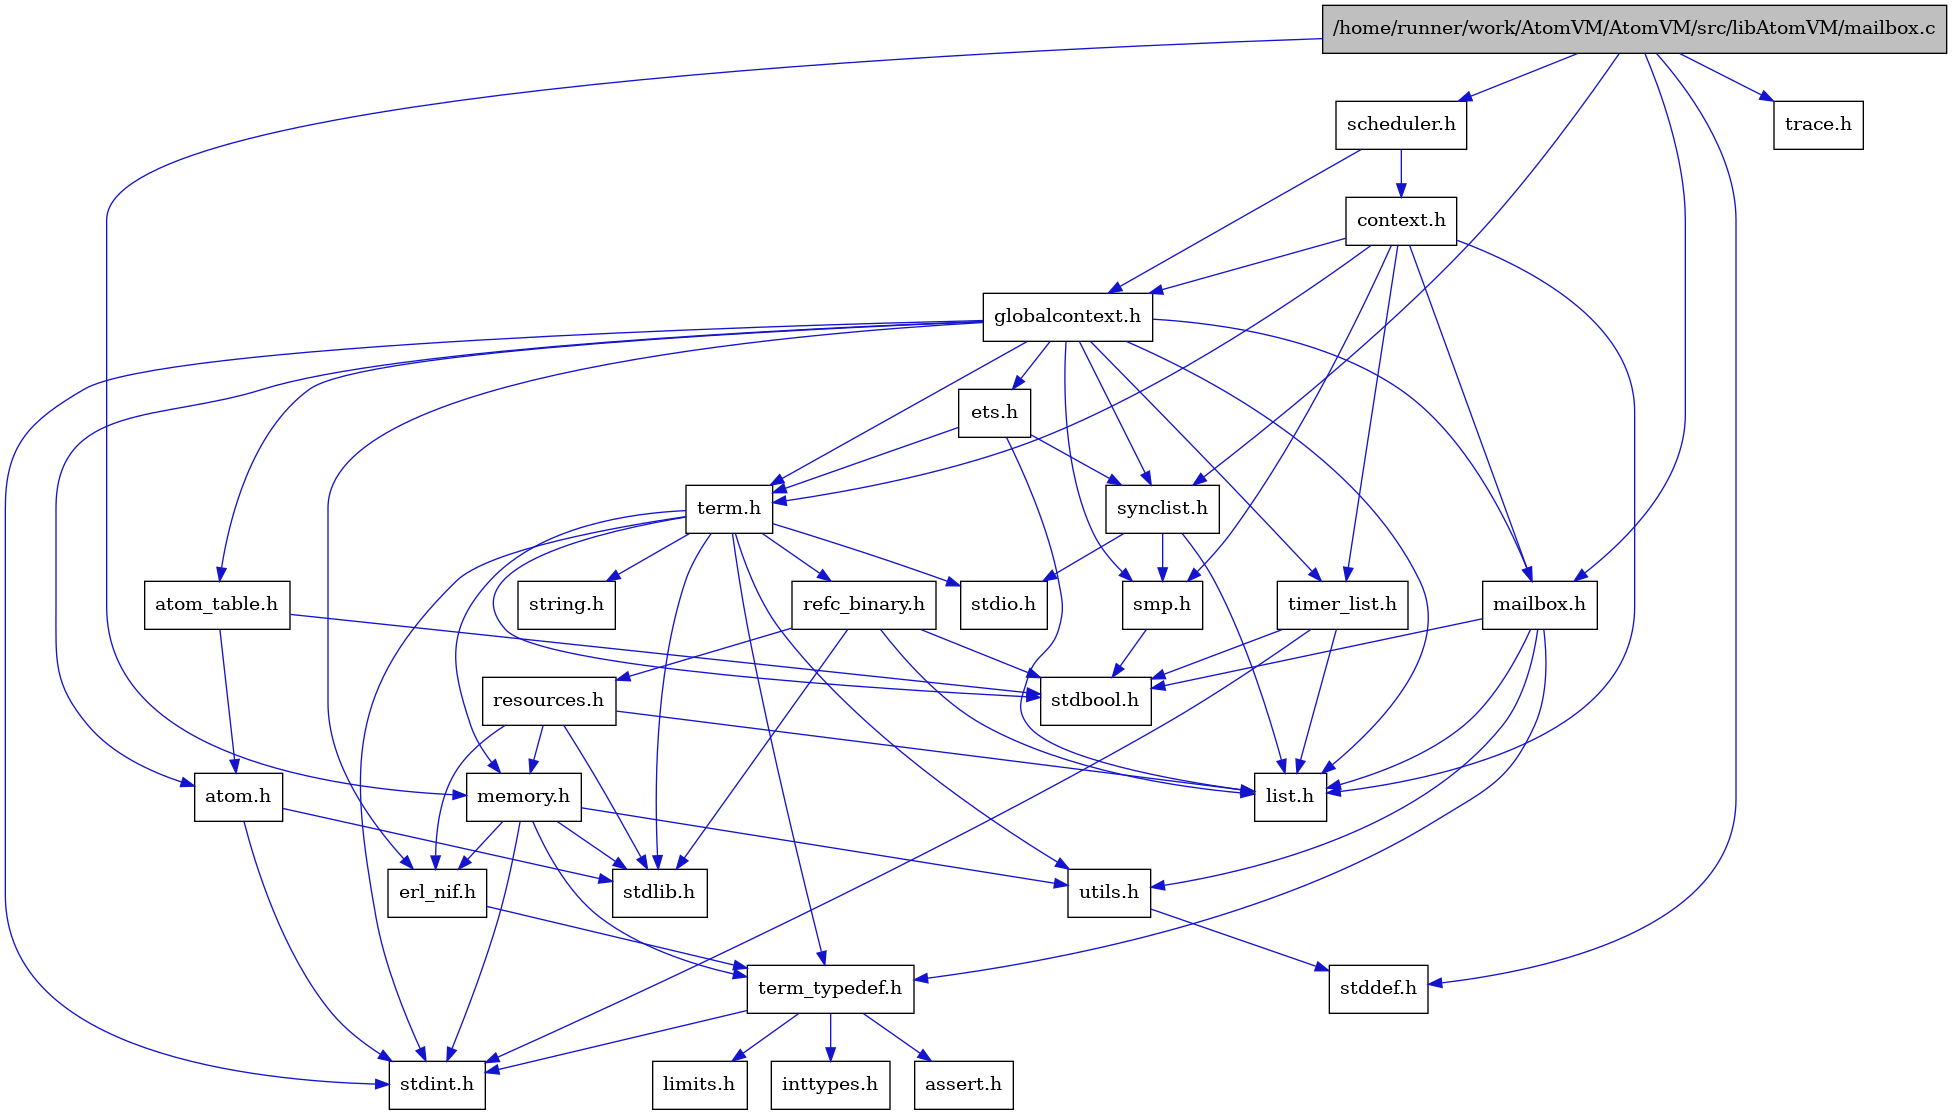 /home/runner/work/AtomVM/AtomVM/src/libAtomVM/mailbox.c
scheduler.h
trace.h
context.h
globalcontext.h
ets.h
term.h
synclist.h
atom_table.h
string.h
refc_binary.h
stdio.h
smp.h
timer_list.h
mailbox.h
resources.h
stdbool.h
atom.h
memory.h
list.h
erl_nif.h
stdlib.h
utils.h
term_typedef.h
stddef.h
stdint.h
limits.h
inttypes.h
assert.h